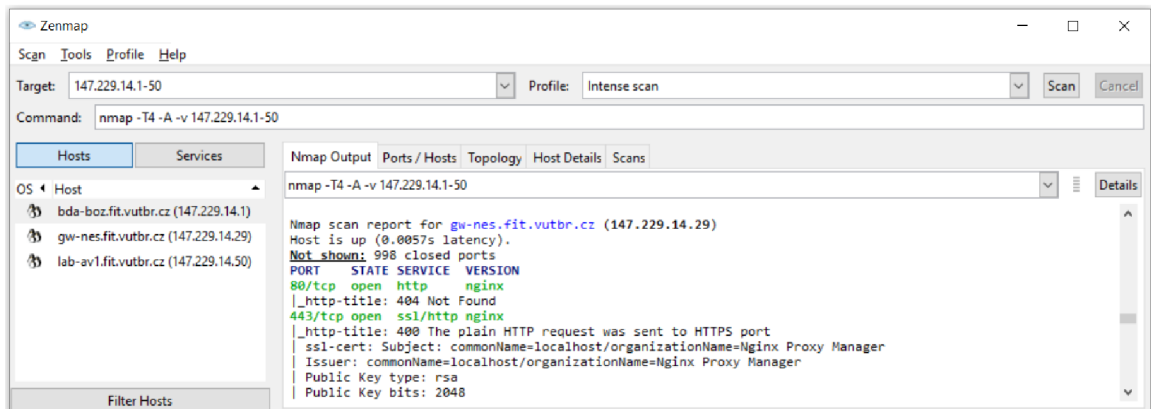 Zenmap
Scan Tools Profile Help
Target: 147.229.14.1-50 Profile: Intense scan Scan Cancel
Command: nmap -T4 -A -v 147.229.14.1-50
Hosts Services
OS Host
bda-boz.fit.vutbr.cz (147.229.14.1)
gw-nes.fit.vutbr.cz (147.229.14.29)
lab-av1.fit.vutbr.cz (147.229.14.50)
Filter Hosts
Nmap Output Ports / Hosts Topology Host Details Scans
nmap -T4 -A -v 147.229.14.1-50 Details
Nmap scan report for gw-nes.fit.vutbr.cz (147.229.14.29)
Host is up (0.0057s latency).
Not shown: 998 closed ports
PORT STATE SERVICE VERSION
80/tcp open http nginx
|_http-title: 404 Not Found
443/tcp open ssl/http nginx
|_http-title: 400 The plain HTTP request was sent to HTTPS port
| ssl-cert: Subject: commonName=localhost/organizationName=Nginx Proxy Manager
| Issuer: commonName=localhost/organizationName=Nginx Proxy Manager
| Public Key type: rsa
| Public Key bits: 2048